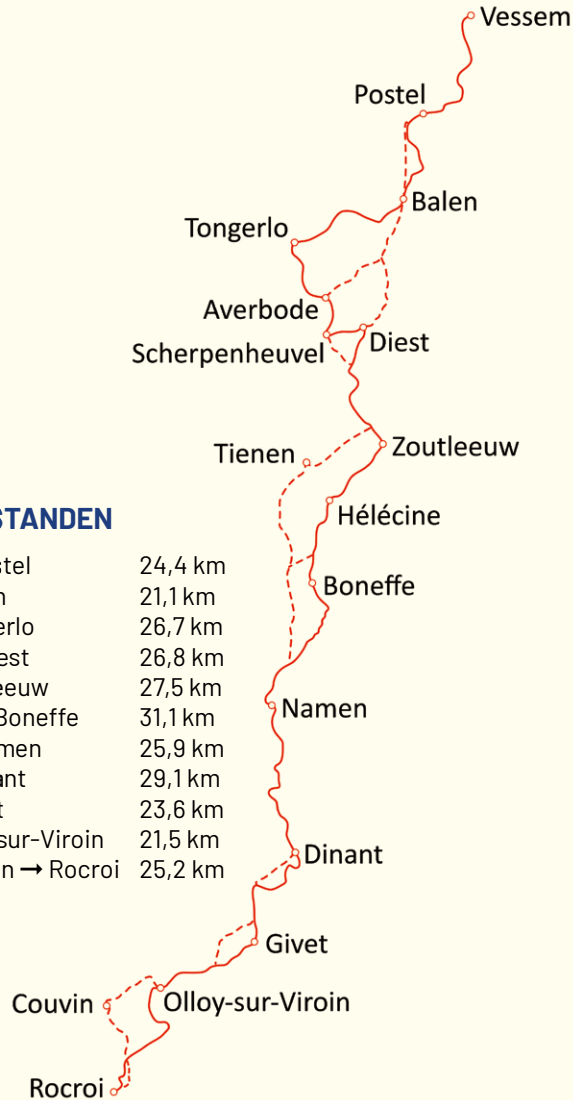 Vessem
Postel
Balen
Tongerlo
Averbode
Scherpenheuvel
Diest
Tienen
Zoutleeuw
Hélécine
Boneffe
STANDEN
stel 24,4 km
n 21,1 km
erlo 26,7 km
est 26,8 km
eeuw 27,5 km
Boneffe 31,1 km
men 25,9 km
ant 29,1 km
t 23,6 km
sur-Viroin 21,5 km
n → Rocroi 25,2 km
Namen
Dinant
Givet
Couvin
Olloy-sur-Viroin
Rocroi